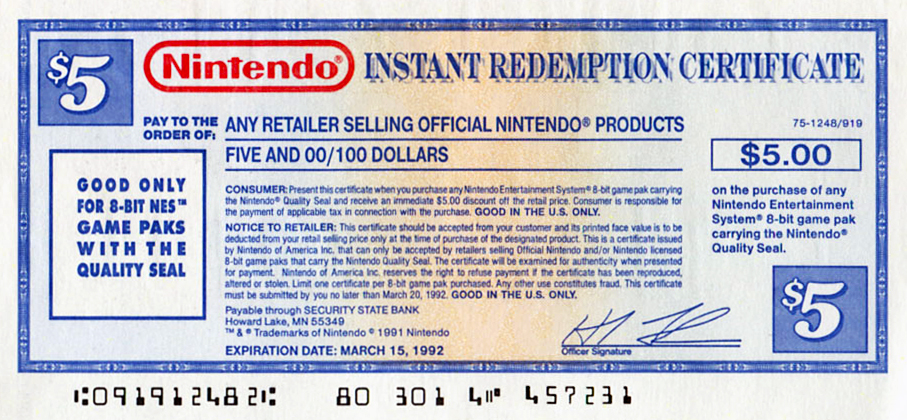 $5
Nintendo®
INSTANT REDEMPTION CERTIFICATE
PAY TO THE
ORDER OF:
ANY RETAILER SELLING OFFICIAL NINTENDO® PRODUCTS
75-1248/919
FIVE AND 00/100 DOLLARS
$5.00
GOOD ONLY
FOR 8-BIT NES™
GAME PAKS
WITH THE
QUALITY SEAL
CONSUMER: Present this certificate when you purchase any Nintendo Entertainment System® 8-bit game pak carrying
the Nintendo® Quality Seal and receive an immediate $5.00 discount off the retail price. Consumer is responsible for
the payment of applicable tax in connection with the purchase. GOOD IN THE U.S. ONLY.
NOTICE TO RETAILER: This certificate should be accepted from your customer and its printed face value is to be
deducted from your retail selling price only at the time of purchase of the designated product. This is a certificate issued
by Nintendo of America Inc. that can only be accepted by retailers selling Official Nintendo and/or Nintendo licensed
8-bit game paks that carry the Nintendo Quality Seal. The certificate will be examined for authenticity when presented
for payment. Nintendo of America Inc. reserves the right to refuse payment if the certificate has been reproduced,
altered or stolen. Limit one certificate per 8-bit game pak purchased. Any other use constitutes fraud. This certificate
must be submitted by you no later than March 20, 1992. GOOD IN THE U.S. ONLY.
Payable through SECURITY STATE BANK
Howard Lake, MN 55349
™ & ® Trademarks of Nintendo © 1991 Nintendo
EXPIRATION DATE: MARCH 15, 1992
on the purchase of any
Nintendo Entertainment
System® 8-bit game pak
carrying the Nintendo®
Quality Seal.
Officer Signature
$5
⑆091912482⑆ 80 301 4⑈ 457231